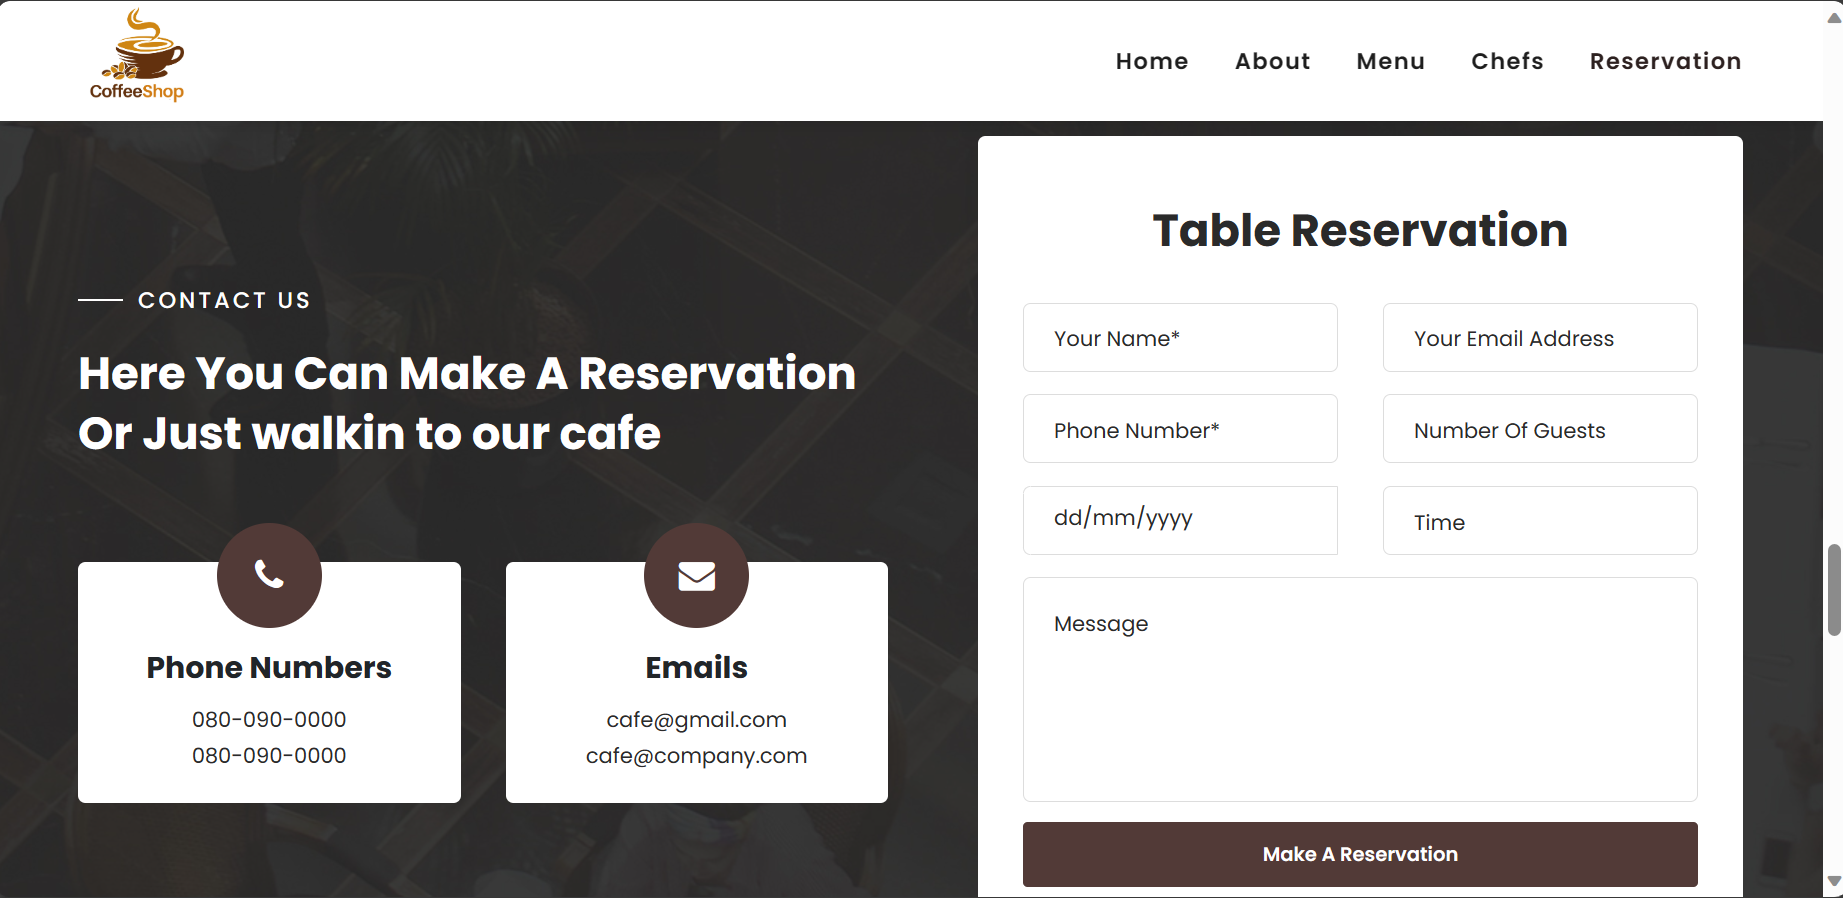 CoffeeShop
Home About Menu Chefs Reservation
CONTACT US
Here You Can Make A Reservation
Or Just walkin to our cafe
Phone Numbers
080-090-0000
080-090-0000
Emails
cafe@gmail.com
cafe@company.com
Table Reservation
Your Name* Your Email Address
Phone Number* Number Of Guests
dd/mm/yyyy Time
Message
Make A Reservation